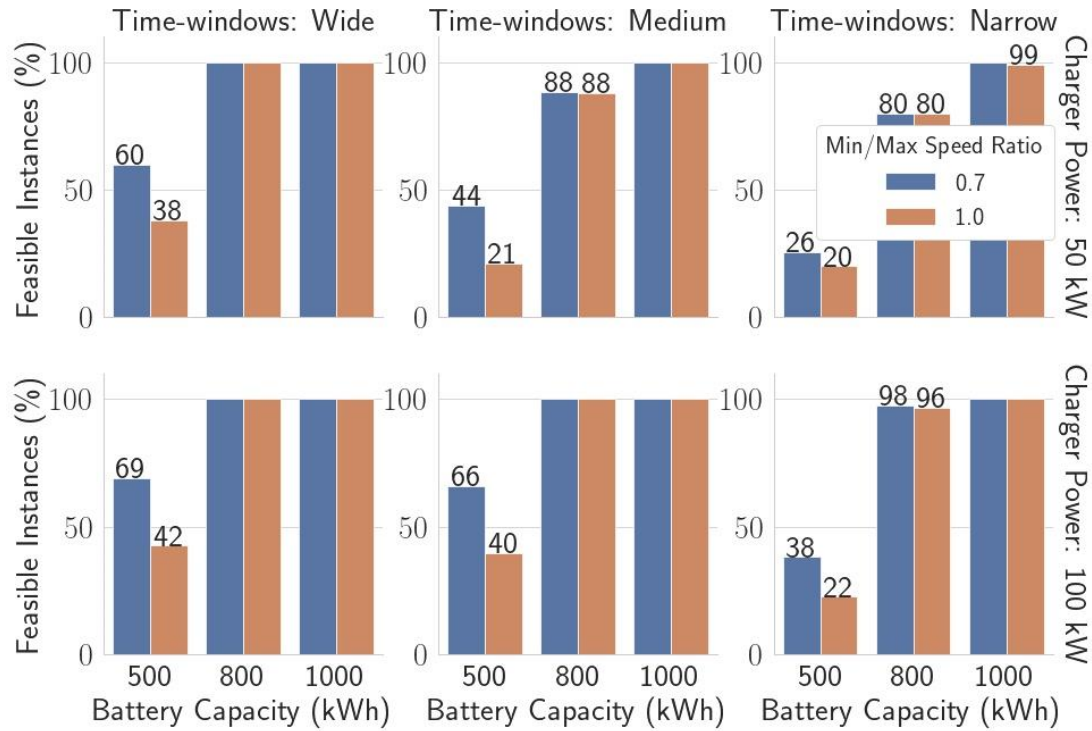 Time-windows: Wide
Time-windows: Medium
Time-windows: Narrow
Feasible Instances (%)
100
50
0
60
38
100
50
0
44
21
88
88
100
50
0
26
20
80
80
99
Min/Max Speed Ratio
0.7
1.0
Charger Power: 50 kW
Feasible Instances (%)
100
50
0
69
42
100
50
0
66
40
100
50
0
38
22
98
96
Charger Power: 100 kW
500 800 1000
500 800 1000
500 800 1000
Battery Capacity (kWh)
Battery Capacity (kWh)
Battery Capacity (kWh)